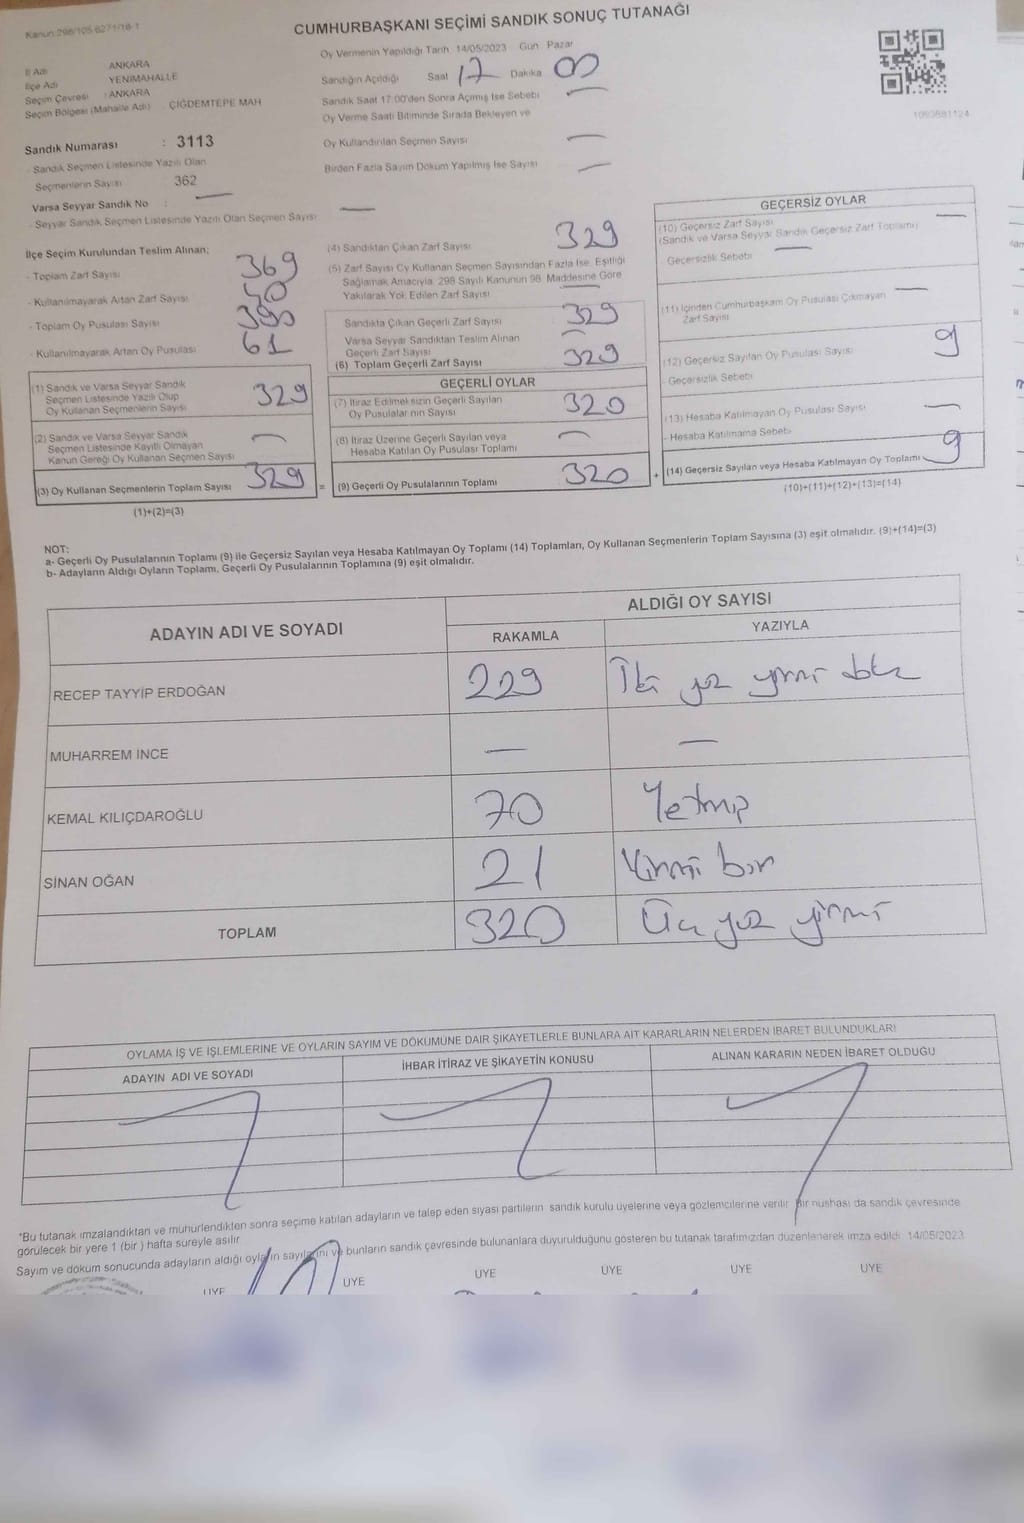 Kanun:298/105 6271/18-1
CUMHURBAŞKANI SEÇİMİ SANDIK SONUÇ TUTANAĞI
İl Adı ANKARA
İlçe Adı YENİMAHALLE
Seçim Çevresi : ANKARA
Seçim Bölgesi (Mahalle Adı) : ÇİĞDEMTEPE MAH
Sandık Numarası : 3113
- Sandık Seçmen Listesinde Yazılı Olan
Seçmenlerin Sayısı 362
Varsa Seyyar Sandık No : —
- Seyyar Sandık Seçmen Listesinde Yazılı Olan Seçmen Sayısı —
Oy Vermenin Yapıldığı Tarih 14/05/2023 Gün Pazar
Sandığın Açıldığı Saat 17 Dakika 00
Sandık Saat 17:00'den Sonra Açmış İse Sebebi —
Oy Verme Saati Bitiminde Sırada Bekleyen ve
Oy Kullandırılan Seçmen Sayısı —
Birden Fazla Sayım Döküm Yapılmış İse Sayısı —
1093681124
İlçe Seçim Kurulundan Teslim Alınan;
- Toplam Zarf Sayısı 369
- Kullanılmayarak Artan Zarf Sayısı
- Toplam Oy Pusulası Sayısı 390
- Kullanılmayarak Artan Oy Pusulası 61
(1) Sandık ve Varsa Seyyar Sandık
Seçmen Listesinde Yazılı Olup
Oy Kullanan Seçmenlerin Sayısı 329
(2) Sandık ve Varsa Seyyar Sandık
Seçmen Listesinde Kayıtlı Olmayan
Kanun Gereği Oy Kullanan Seçmen Sayısı —
(3) Oy Kullanan Seçmenlerin Toplam Sayısı 329 =
(1)+(2)=(3)
(4) Sandıktan Çıkan Zarf Sayısı 329
(5) Zarf Sayısı Oy Kullanan Seçmen Sayısından Fazla İse, Eşitliği
Sağlamak Amacıyla 298 Sayılı Kanunun 98. Maddesine Göre
Yakılarak Yok Edilen Zarf Sayısı —
Sandıkta Çıkan Geçerli Zarf Sayısı 329
Varsa Seyyar Sandıktan Teslim Alınan
Geçerli Zarf Sayısı —
(6) Toplam Geçerli Zarf Sayısı 329
GEÇERLİ OYLAR
(7) İtiraz Edilmeksizin Geçerli Sayılan
Oy Pusulalar nın Sayısı 320
(8) İtiraz Üzerine Geçerli Sayılan veya
Hesaba Katılan Oy Pusulası Toplamı —
(9) Geçerli Oy Pusulalarının Toplamı 320 +
GEÇERSİZ OYLAR
(10) Geçersiz Zarf Sayısı —
(Sandık ve Varsa Seyyar Sandık Geçersiz Zarf Toplamı)
Geçersizlik Sebebi —
(11) İçinden Cumhurbaşkanı Oy Pusulası Çıkmayan —
Zarf Sayısı
(12) Geçersiz Sayılan Oy Pusulası Sayısı 9
- Geçersizlik Sebebi
(13) Hesaba Katılmayan Oy Pusulası Sayısı —
- Hesaba Katılmama Sebebi
(14) Geçersiz Sayılan veya Hesaba Katılmayan Oy Toplamı 9
(10)+(11)+(12)+(13)=(14)
NOT:
a- Geçerli Oy Pusulalarının Toplamı (9) ile Geçersiz Sayılan veya Hesaba Katılmayan Oy Toplamı (14) Toplamları, Oy Kullanan Seçmenlerin Toplam Sayısına (3) eşit olmalıdır. (9)+(14)=(3)
b- Adayların Aldığı Oyların Toplamı, Geçerli Oy Pusulalarının Toplamına (9) eşit olmalıdır.
ADAYIN ADI VE SOYADI ALDIĞI OY SAYISI
RAKAMLA YAZIYLA
RECEP TAYYİP ERDOĞAN 229 İki yüz yirmi dokuz
MUHARREM İNCE — —
KEMAL KILIÇDAROĞLU 70 Yetmiş
SİNAN OĞAN 21 Yirmi bir
TOPLAM 320 Üç yüz yirmi
OYLAMA İŞ VE İŞLEMLERİNE VE OYLARIN SAYIM VE DÖKÜMÜNE DAİR ŞİKAYETLERLE BUNLARA AİT KARARLARIN NELERDEN İBARET BULUNDUKLARI
ADAYIN ADI VE SOYADI İHBAR İTİRAZ VE ŞİKAYETİN KONUSU ALINAN KARARIN NEDEN İBARET OLDUĞU
*Bu tutanak imzalandıktan ve mühürlendikten sonra seçime katılan adayların ve talep eden siyasi partilerin sandık kurulu üyelerine veya gözlemcilerine verilir. Bir nüshası da sandık çevresinde
görülecek bir yere 1 (bir ) hafta süreyle asılır
Sayım ve döküm sonucunda adayların aldığı oyların sayılarını ve bunların sandık çevresinde bulunanlara duyurulduğunu gösteren bu tutanak tarafımızdan düzenlenerek imza edildi. 14/05/2023
ÜYE ÜYE ÜYE ÜYE ÜYE ÜYE